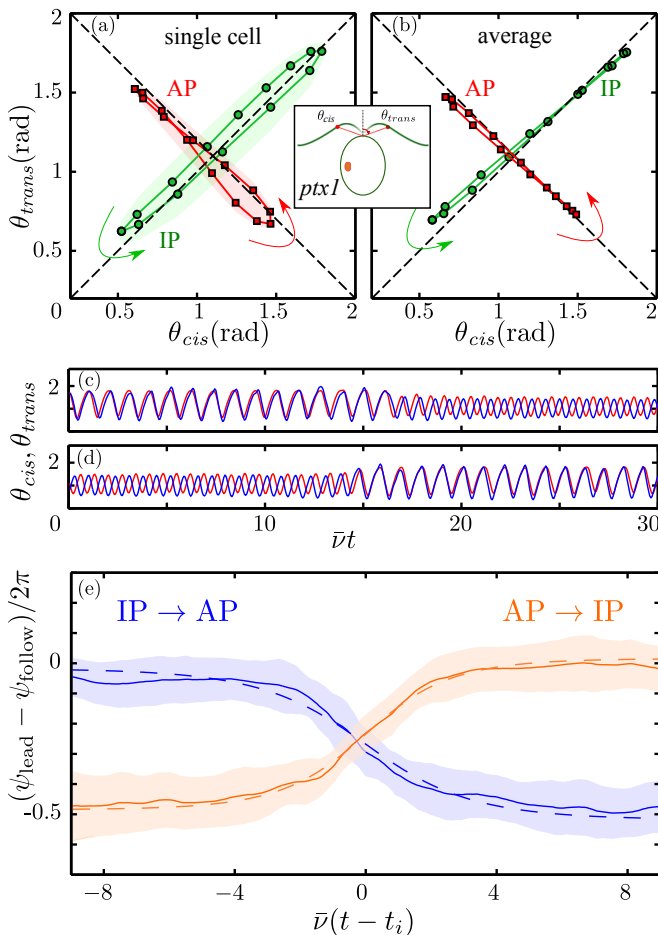 (a) single cell
(b) average
AP
IP
AP
IP
θcis θtrans
ptx1
2
1.5
1
0.5
0
θtrans(rad)
0.5 1 1.5 2
0.5 1 1.5 2
θcis(rad)
θcis(rad)
(c)
2
(d)
2
θcis, θtrans
0 5 10 15 20 25 30
ν̄t
(e)
IP → AP
AP → IP
0
-0.5
-(ψlead − ψfollow)/2π
−8 −4 0 4 8
ν̄(t − ti)